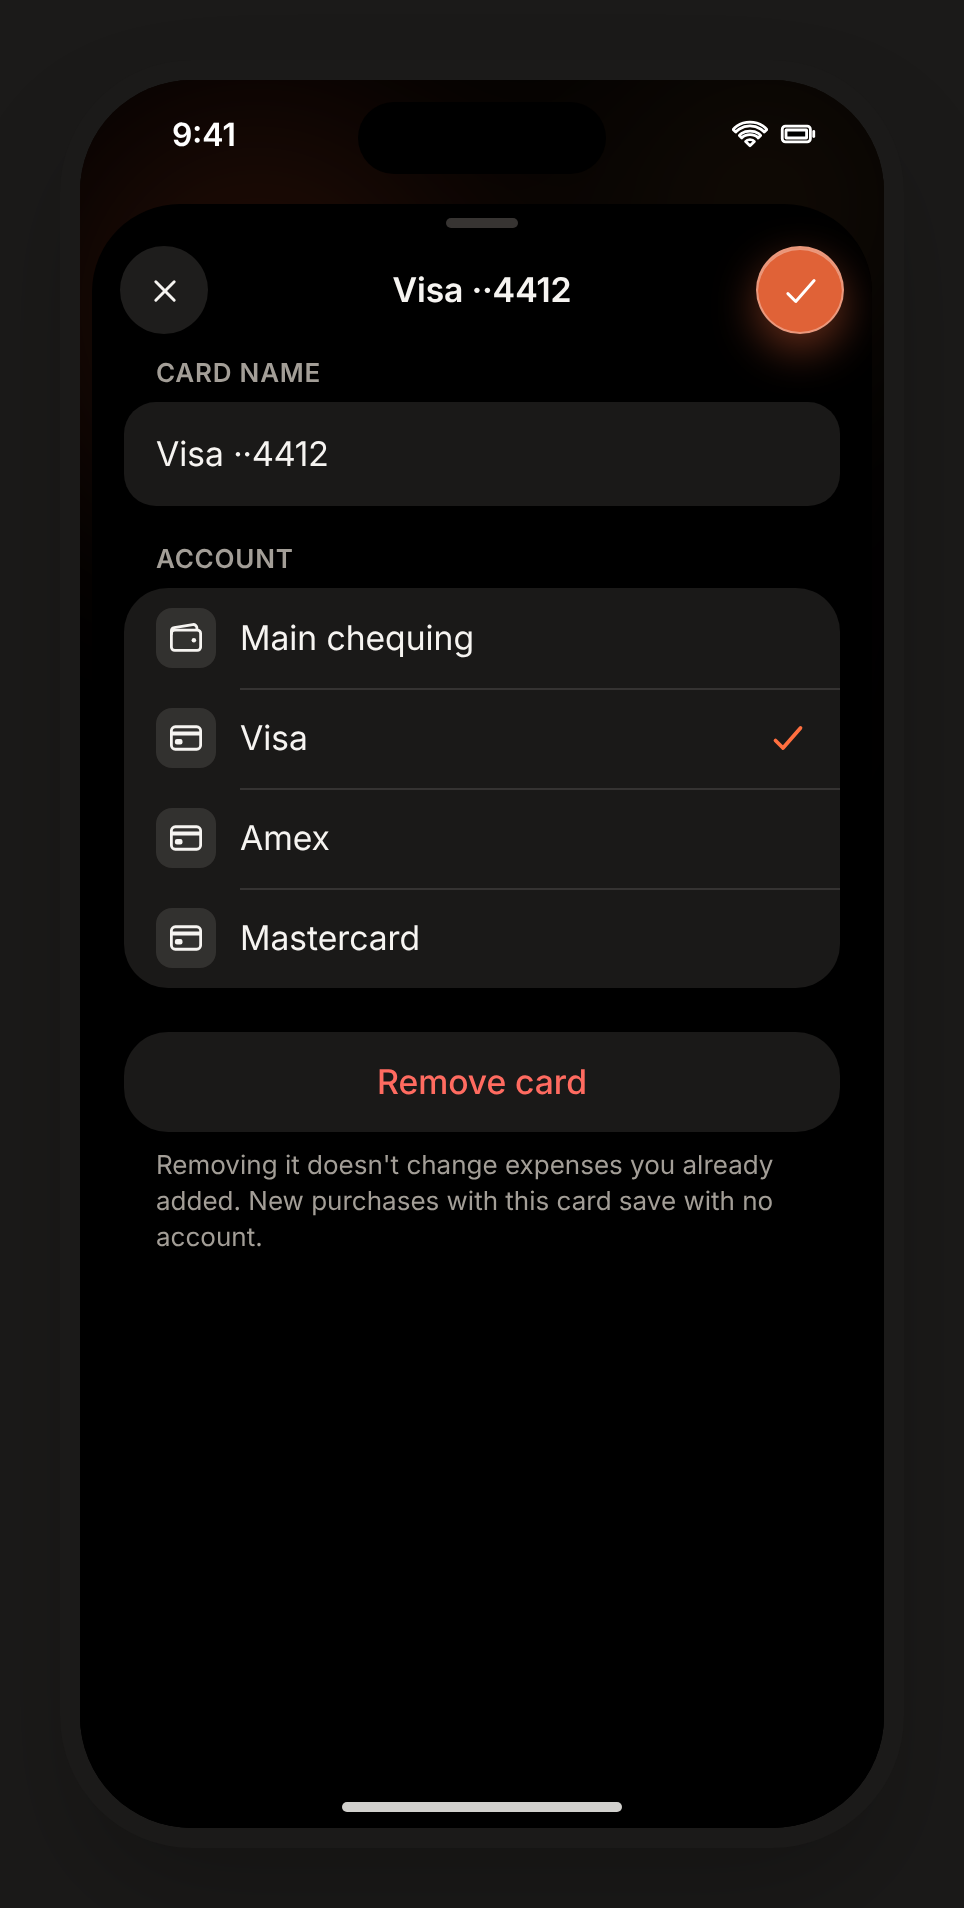 9:41
Visa ··4412
CARD NAME
Visa ··4412
ACCOUNT
Main chequing
Visa
Amex
Mastercard
Remove card
Removing it doesn't change expenses you already
added. New purchases with this card save with no
account.